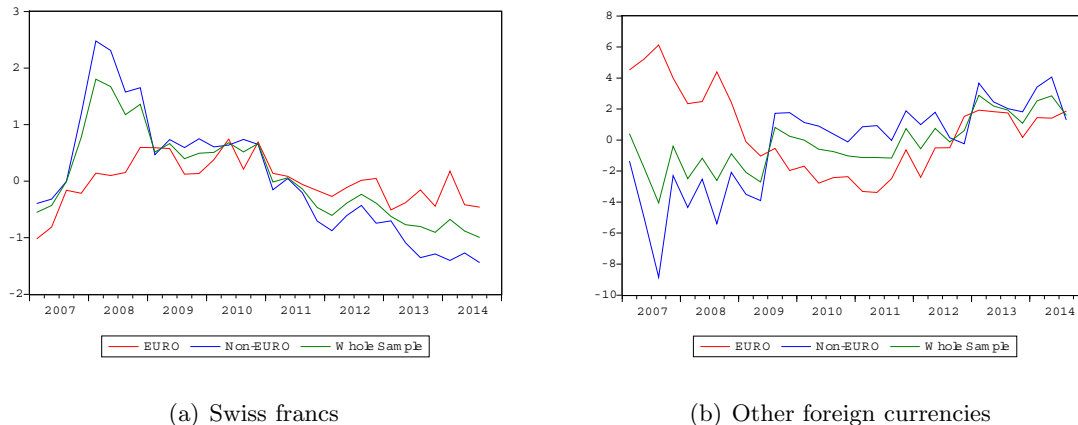 3
2
1
0
-1
-2
2007 2008 2009 2010 2011 2012 2013 2014
EURO Non-EURO Whole Sample
(a) Swiss francs
8
6
4
2
0
-2
-4
-6
-8
-10
2007 2008 2009 2010 2011 2012 2013 2014
EURO Non-EURO Whole Sample
(b) Other foreign currencies